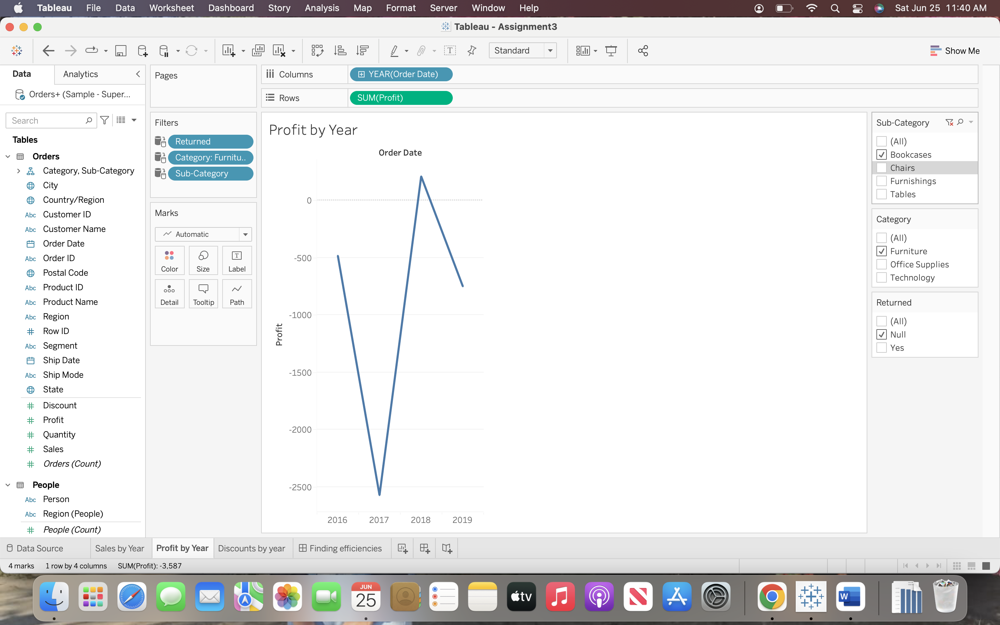 Tableau File Data Worksheet Dashboard Story Analysis Map Format Server Window Help Sat Jun 25 11:40 AM
Tableau - Assignment3
Standard Show Me
Data Analytics
Orders+ (Sample - Super...
Search
Tables
Orders
Category, Sub-Category
City
Country/Region
Abc Customer ID
Abc Customer Name
Order Date
Abc Order ID
Postal Code
Abc Product ID
Abc Product Name
Abc Region
# Row ID
Abc Segment
Ship Date
Abc Ship Mode
State
# Discount
# Profit
# Quantity
# Sales
# Orders (Count)
People
Abc Person
Abc Region (People)
# People (Count)
Pages
Filters
Returned
Category: Furnitu..
Sub-Category
Marks
Automatic
Color Size Label
Detail Tooltip Path
Columns YEAR(Order Date)
Rows SUM(Profit)
Profit by Year
Order Date
0
-500
-1000
-1500
-2000
-2500
Profit
2016 2017 2018 2019
Sub-Category
(All)
Bookcases
Chairs
Furnishings
Tables
Category
(All)
Furniture
Office Supplies
Technology
Returned
(All)
Null
Yes
Data Source Sales by Year Profit by Year Discounts by year Finding efficiencies
4 marks 1 row by 4 columns SUM(Profit): -3,587
JUN
25
tv
W